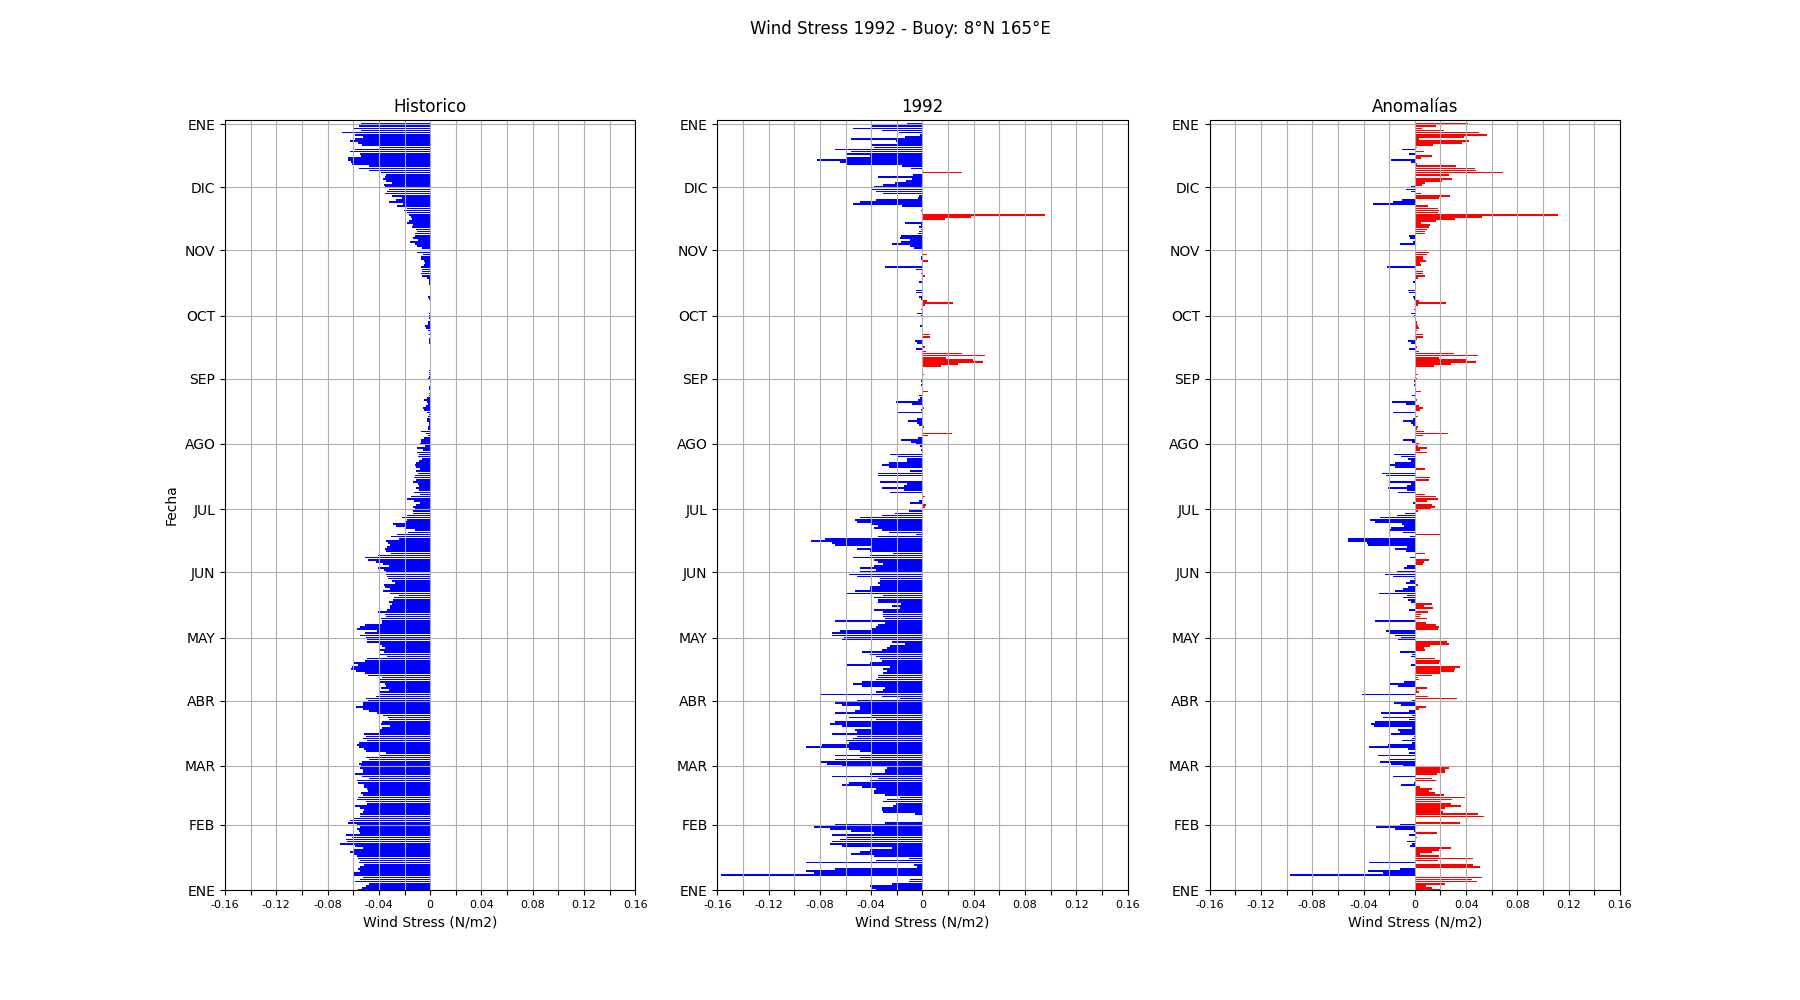 Wind Stress 1992 - Buoy: 8°N 165°E
Historico
ENE
DIC
NOV
OCT
SEP
AGO
JUL
JUN
MAY
ABR
MAR
FEB
ENE
Fecha
-0.16 -0.12 -0.08 -0.04 0 0.04 0.08 0.12 0.16
Wind Stress (N/m2)
1992
ENE
DIC
NOV
OCT
SEP
AGO
JUL
JUN
MAY
ABR
MAR
FEB
ENE
-0.16 -0.12 -0.08 -0.04 0 0.04 0.08 0.12 0.16
Wind Stress (N/m2)
Anomalías
ENE
DIC
NOV
OCT
SEP
AGO
JUL
JUN
MAY
ABR
MAR
FEB
ENE
-0.16 -0.12 -0.08 -0.04 0 0.04 0.08 0.12 0.16
Wind Stress (N/m2)